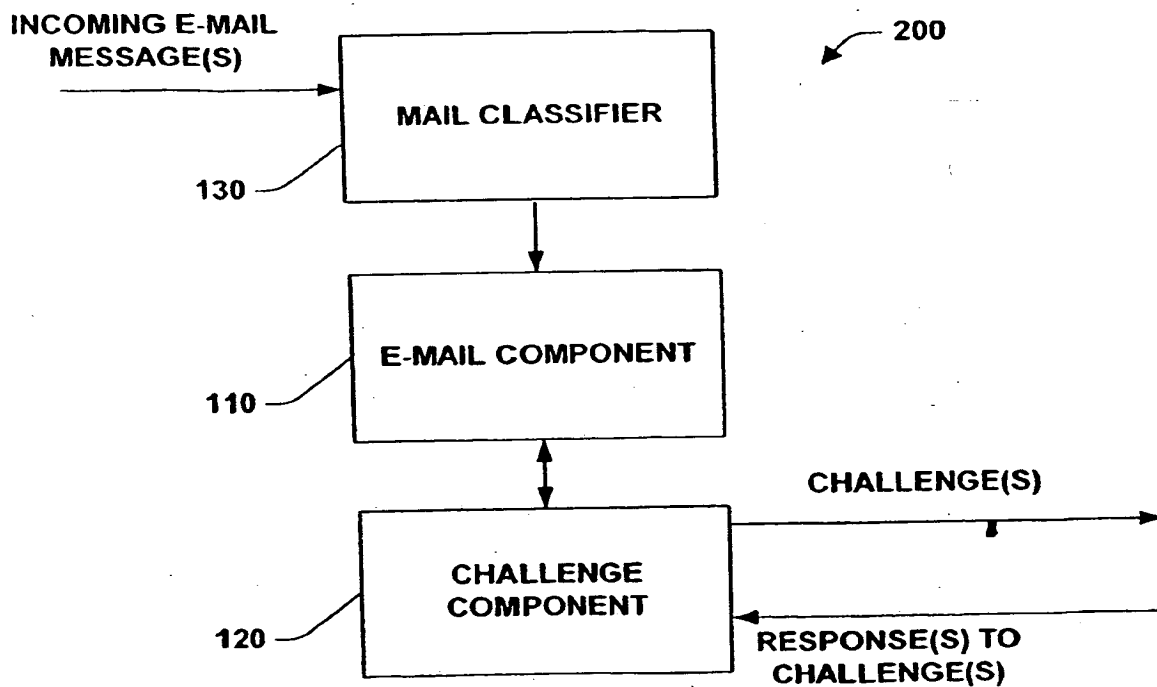 INCOMING E-MAIL
MESSAGE(S)
200
MAIL CLASSIFIER
130
E-MAIL COMPONENT
110
CHALLENGE(S)
CHALLENGE
COMPONENT
120
RESPONSE(S) TO
CHALLENGE(S)